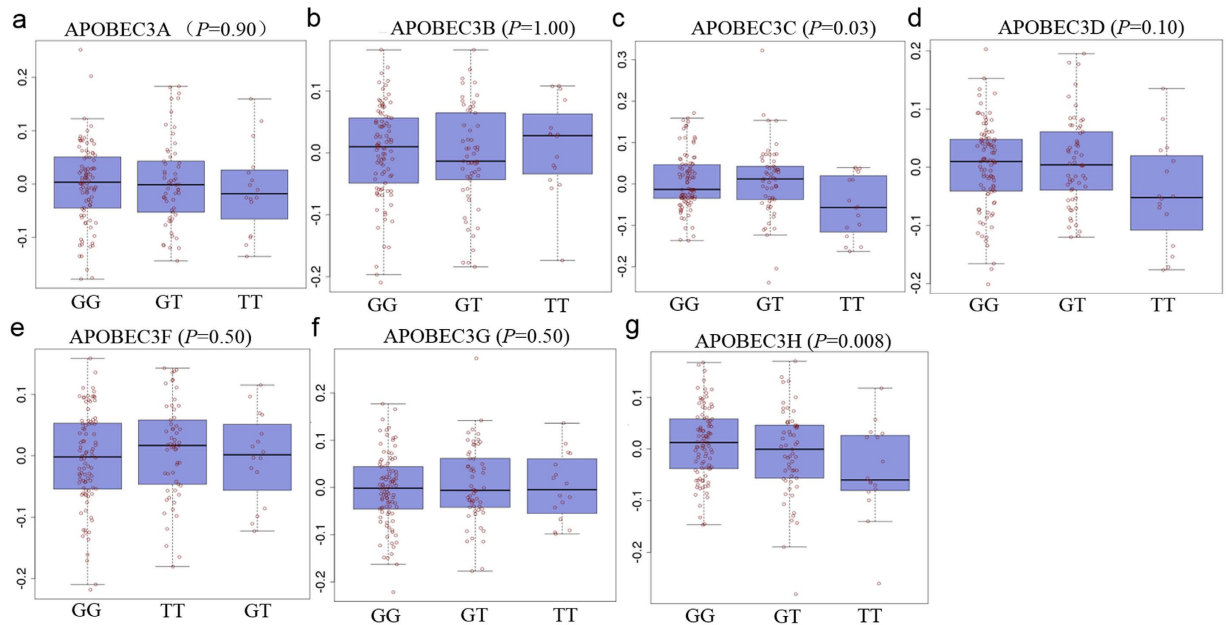 a
APOBEC3A （P=0.90）
0.2
0.1
0.0
-0.1
GG GT TT
b
APOBEC3B (P=1.00)
0.1
0.0
-0.1
-0.2
GG GT TT
c
APOBEC3C (P=0.03)
0.3
0.2
0.1
0.0
-0.2
GG GT TT
d
APOBEC3D (P=0.10)
0.2
0.1
0.0
-0.1
-0.2
GG GT TT
e
APOBEC3F (P=0.50)
0.1
0.0
-0.1
-0.2
GG TT GT
f
APOBEC3G (P=0.50)
0.2
0.1
0.0
-0.1
-0.2
GG GT TT
g
APOBEC3H (P=0.008)
0.1
0.0
-0.1
-0.2
GG GT TT